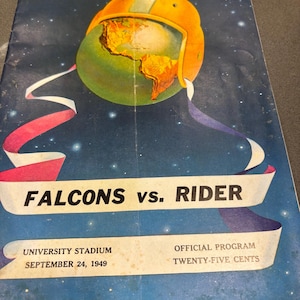 FALCONS vs. RIDER
UNIVERSITY STADIUM
SEPTEMBER 24, 1949
OFFICIAL PROGRAM
TWENTY-FIVE CENTS